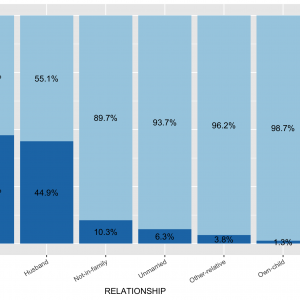 55.1%
89.7%
93.7%
96.2%
98.7%
44.9%
10.3%
6.3%
3.8%
1.3%
Husband
Not-in-family
Unmarried
Other-relative
Own-child
RELATIONSHIP